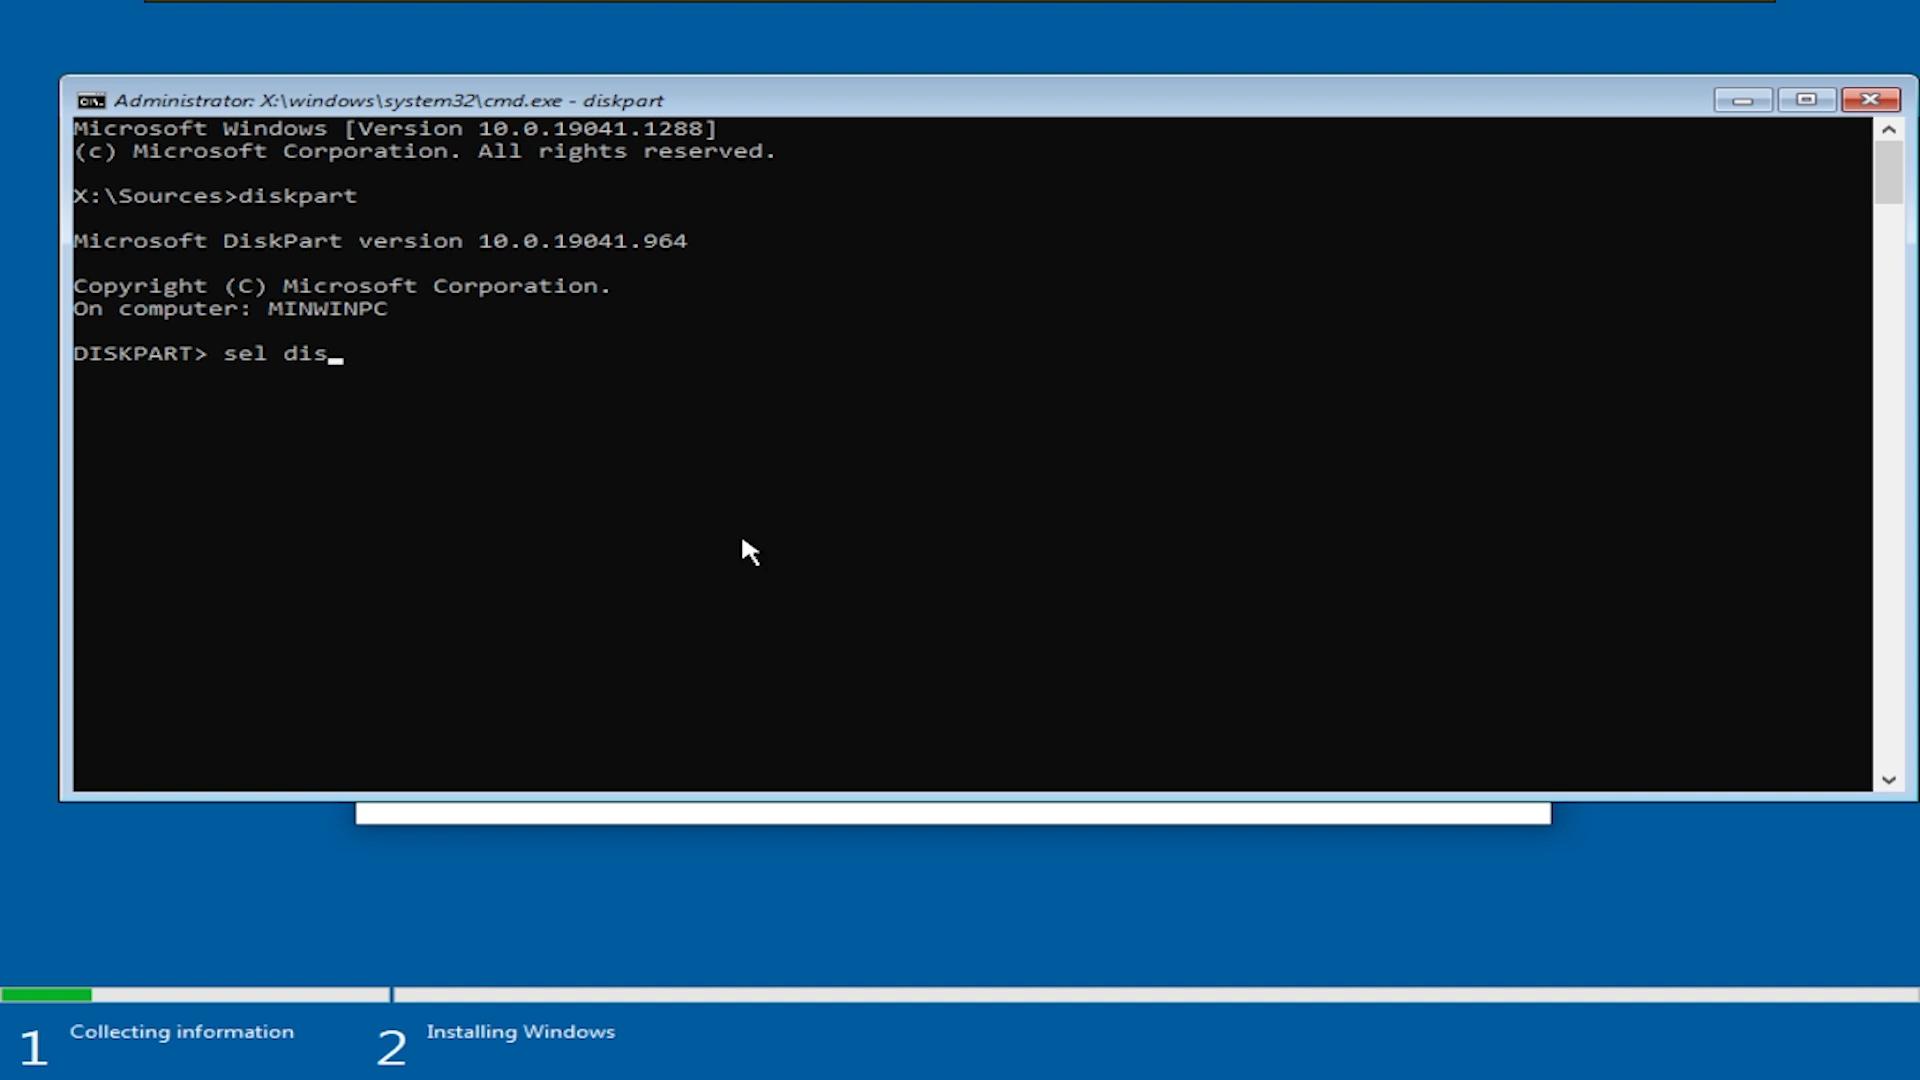 Administrator: X:\windows\system32\cmd.exe - diskpart
Microsoft Windows [Version 10.0.19041.1288]
(c) Microsoft Corporation. All rights reserved.
X:\Sources>diskpart
Microsoft DiskPart version 10.0.19041.964
Copyright (C) Microsoft Corporation.
On computer: MINWINPC
DISKPART> sel dis_
1 Collecting information
2 Installing Windows